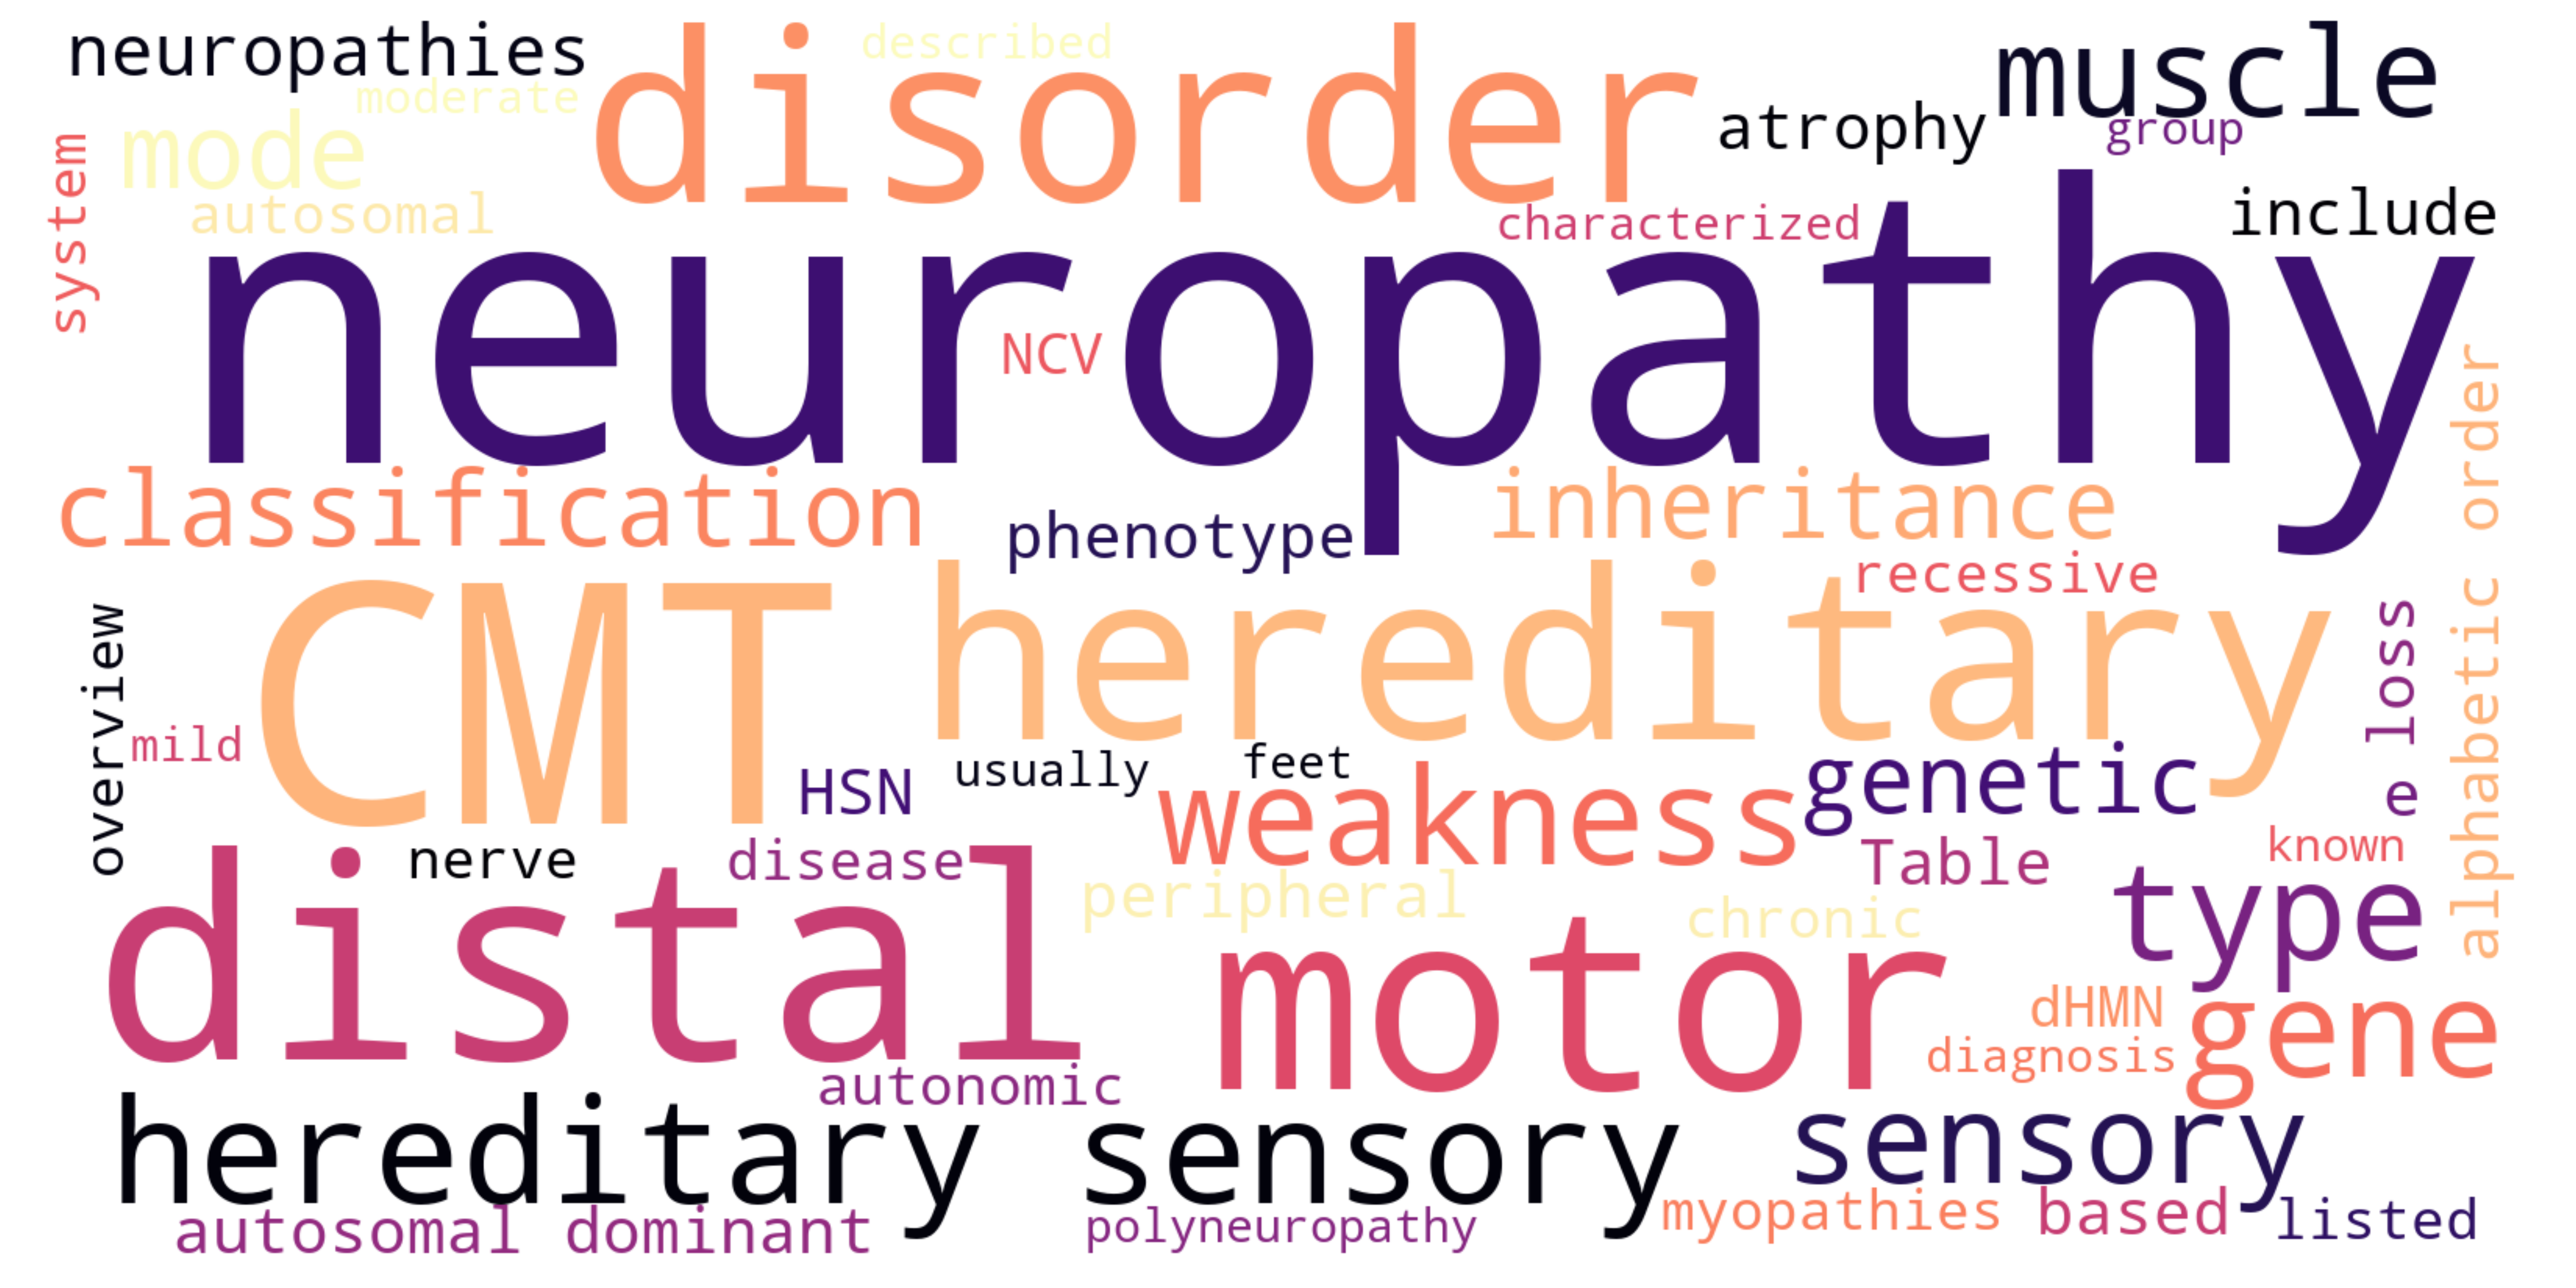 neuropathies
disorder
described
muscle
moderate
mode
atrophy
group
system
autosomal
characterized
include
neuropathy
NCV
classification
phenotype
inheritance
alphabetic order
recessive
CMT
hereditary
overview
mild
e loss
HSN
usually
feet
weakness
genetic
nerve
disease
Table
known
distal
peripheral
chronic
type
motor
dHMN
gene
diagnosis
autonomic
hereditary sensory
sensory
autosomal dominant
polyneuropathy
myopathies
based
listed